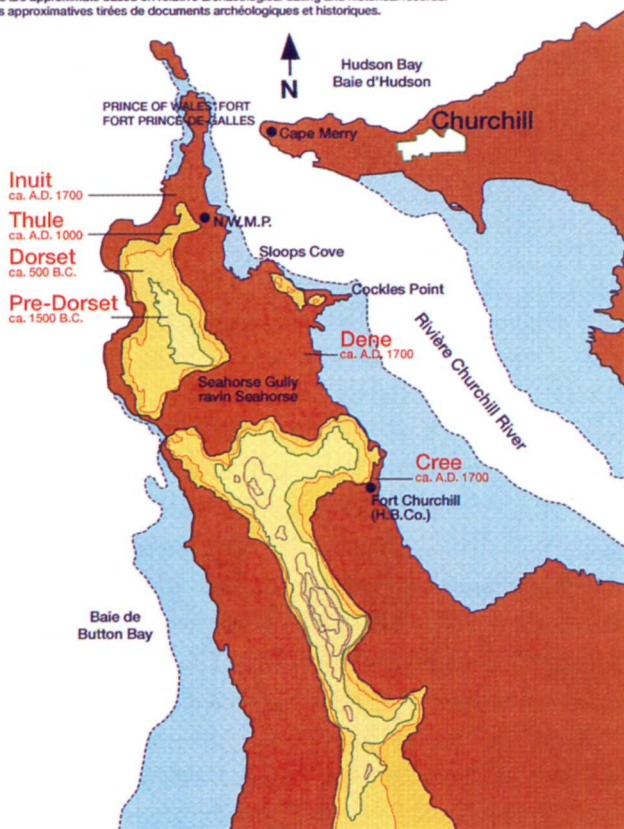 s approximatives tirées de documents archéologiques et historiques.
N
Hudson Bay
Baie d'Hudson
PRINCE OF WALES FORT
FORT PRINCE-DE-GALLES
Cape Merry
Churchill
Inuit
ca. A.D. 1700
Thule
ca. A.D. 1000
N.W.M.P.
Dorset
ca. 500 B.C.
Sloops Cove
Pre-Dorset
ca. 1500 B.C.
Cockles Point
Dene
ca. A.D. 1700
Rivière Churchill River
Seahorse Gully
ravin Seahorse
Cree
ca. A.D. 1700
Fort Churchill
(H.B.Co.)
Baie de
Button Bay